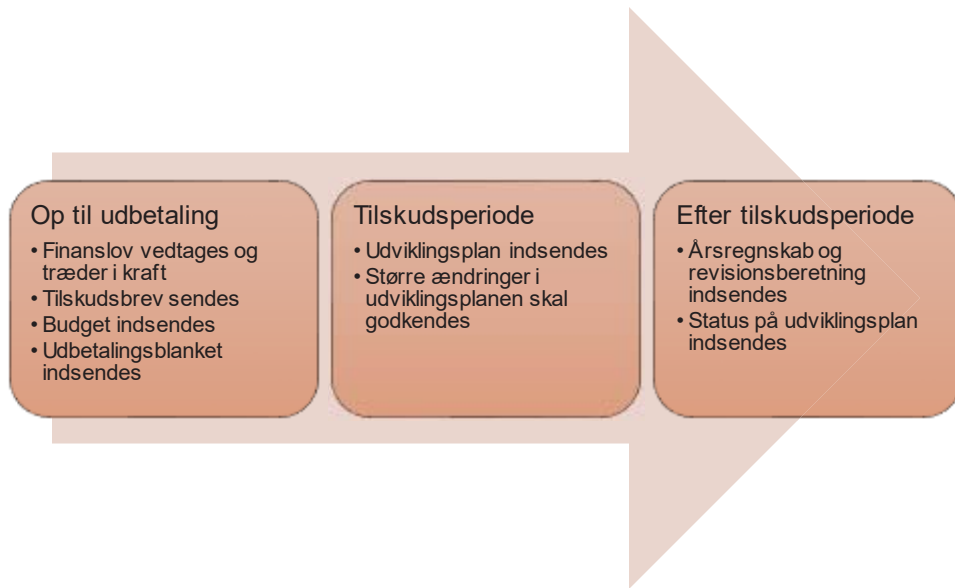 Op til udbetaling
• Finanslov vedtages og
træder i kraft
• Tilskudsbrev sendes
• Budget indsendes
• Udbetalingsblanket
indsendes
Tilskudsperiode
• Udviklingsplan indsendes
• Større ændringer i
udviklingsplanen skal
godkendes
Efter tilskudsperiode
• Årsregnskab og
revisionsberetning
indsendes
• Status på udviklingsplan
indsendes